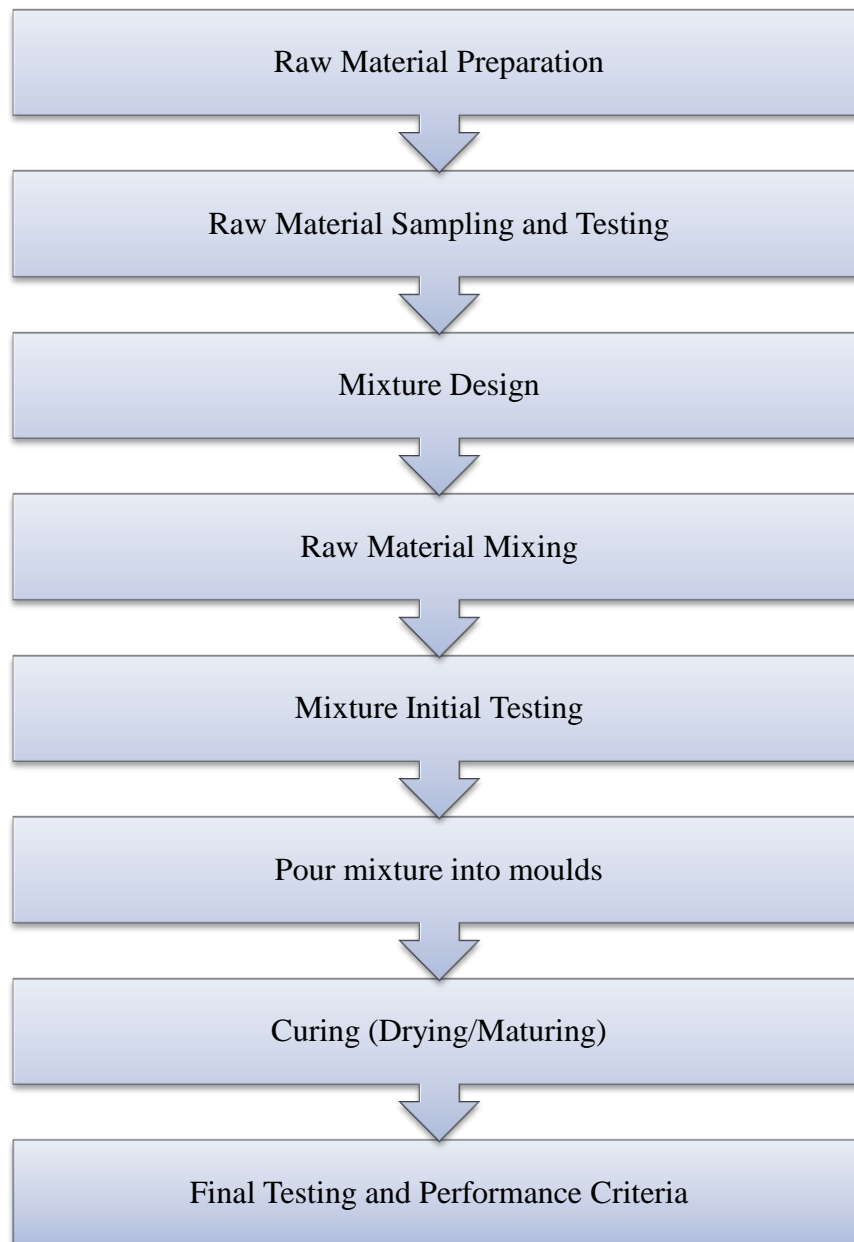 Raw Material Preparation
Raw Material Sampling and Testing
Mixture Design
Raw Material Mixing
Mixture Initial Testing
Pour mixture into moulds
Curing (Drying/Maturing)
Final Testing and Performance Criteria